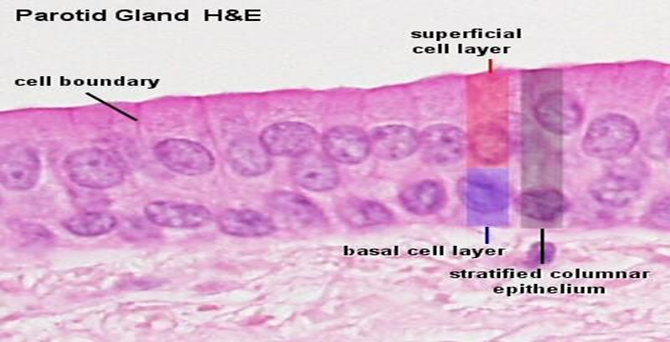 Parotid Gland H&E
superficial
cell layer
cell boundary
basal cell layer
stratified columnar
epithelium